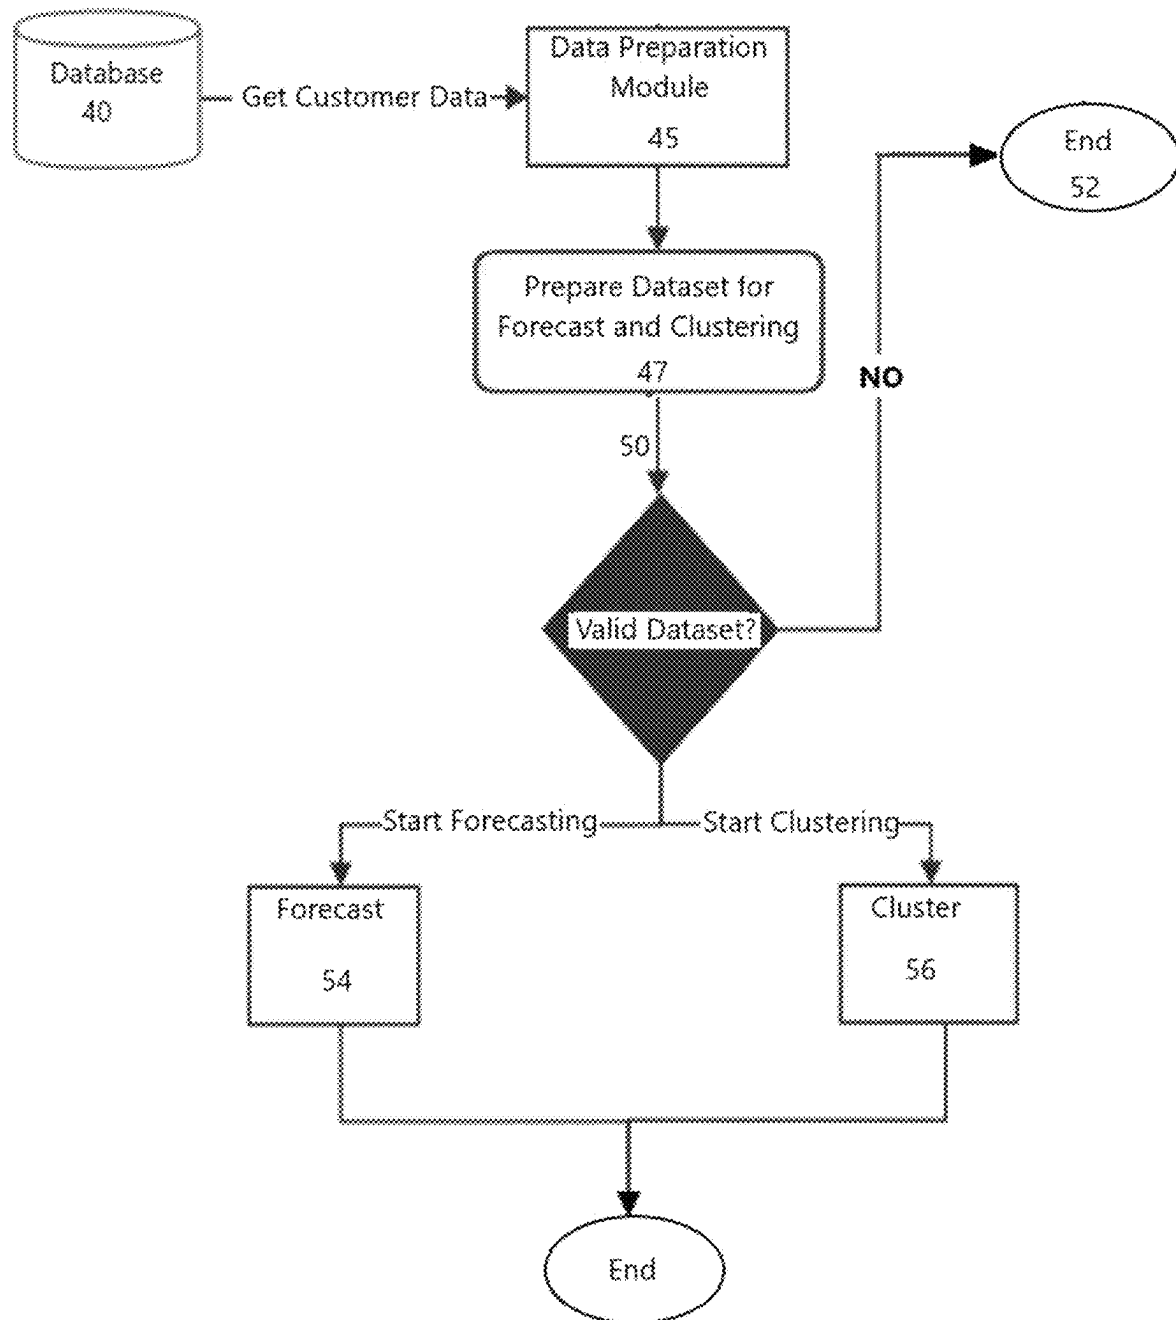 Database
40
Get Customer Data
Data Preparation
Module
45
End
52
Prepare Dataset for
Forecast and Clustering
47
NO
50
Valid Dataset?
Start Forecasting
Start Clustering
Forecast
54
Cluster
56
End